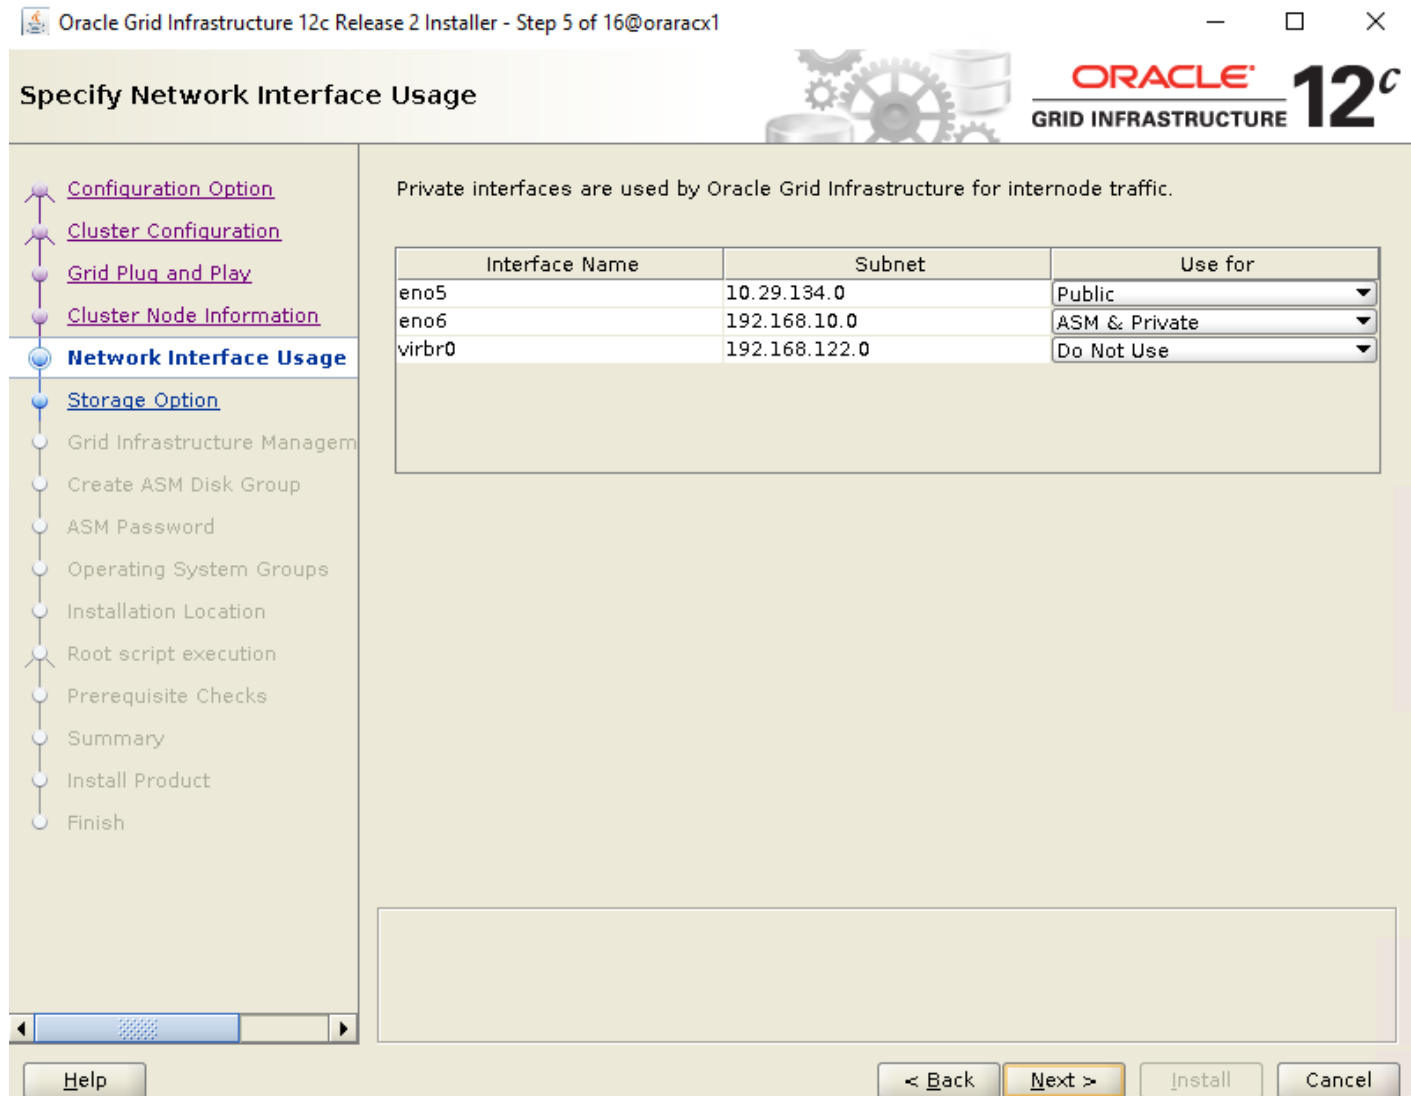 Oracle Grid Infrastructure 12c Release 2 Installer - Step 5 of 16@oraracx1
Specify Network Interface Usage
ORACLE
GRID INFRASTRUCTURE
12c
Configuration Option
Cluster Configuration
Grid Plug and Play
Cluster Node Information
Network Interface Usage
Storage Option
Grid Infrastructure Managem
Create ASM Disk Group
ASM Password
Operating System Groups
Installation Location
Root script execution
Prerequisite Checks
Summary
Install Product
Finish
Private interfaces are used by Oracle Grid Infrastructure for internode traffic.
Interface Name Subnet Use for
eno5 10.29.134.0 Public
eno6 192.168.10.0 ASM & Private
virbr0 192.168.122.0 Do Not Use
Help < Back Next > Install Cancel